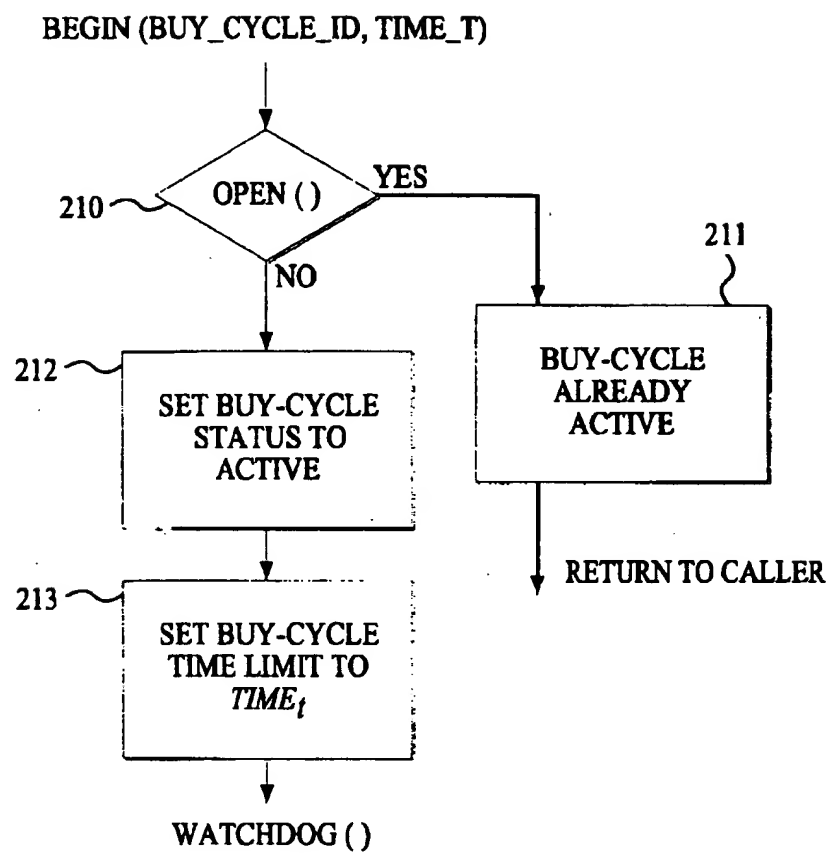 BEGIN (BUY_CYCLE_ID, TIME_T)
OPEN ( )
YES
210
NO
211
212
SET BUY-CYCLE
STATUS TO
ACTIVE
BUY-CYCLE
ALREADY
ACTIVE
RETURN TO CALLER
213
SET BUY-CYCLE
TIME LIMIT TO
TIMEt
WATCHDOG ( )